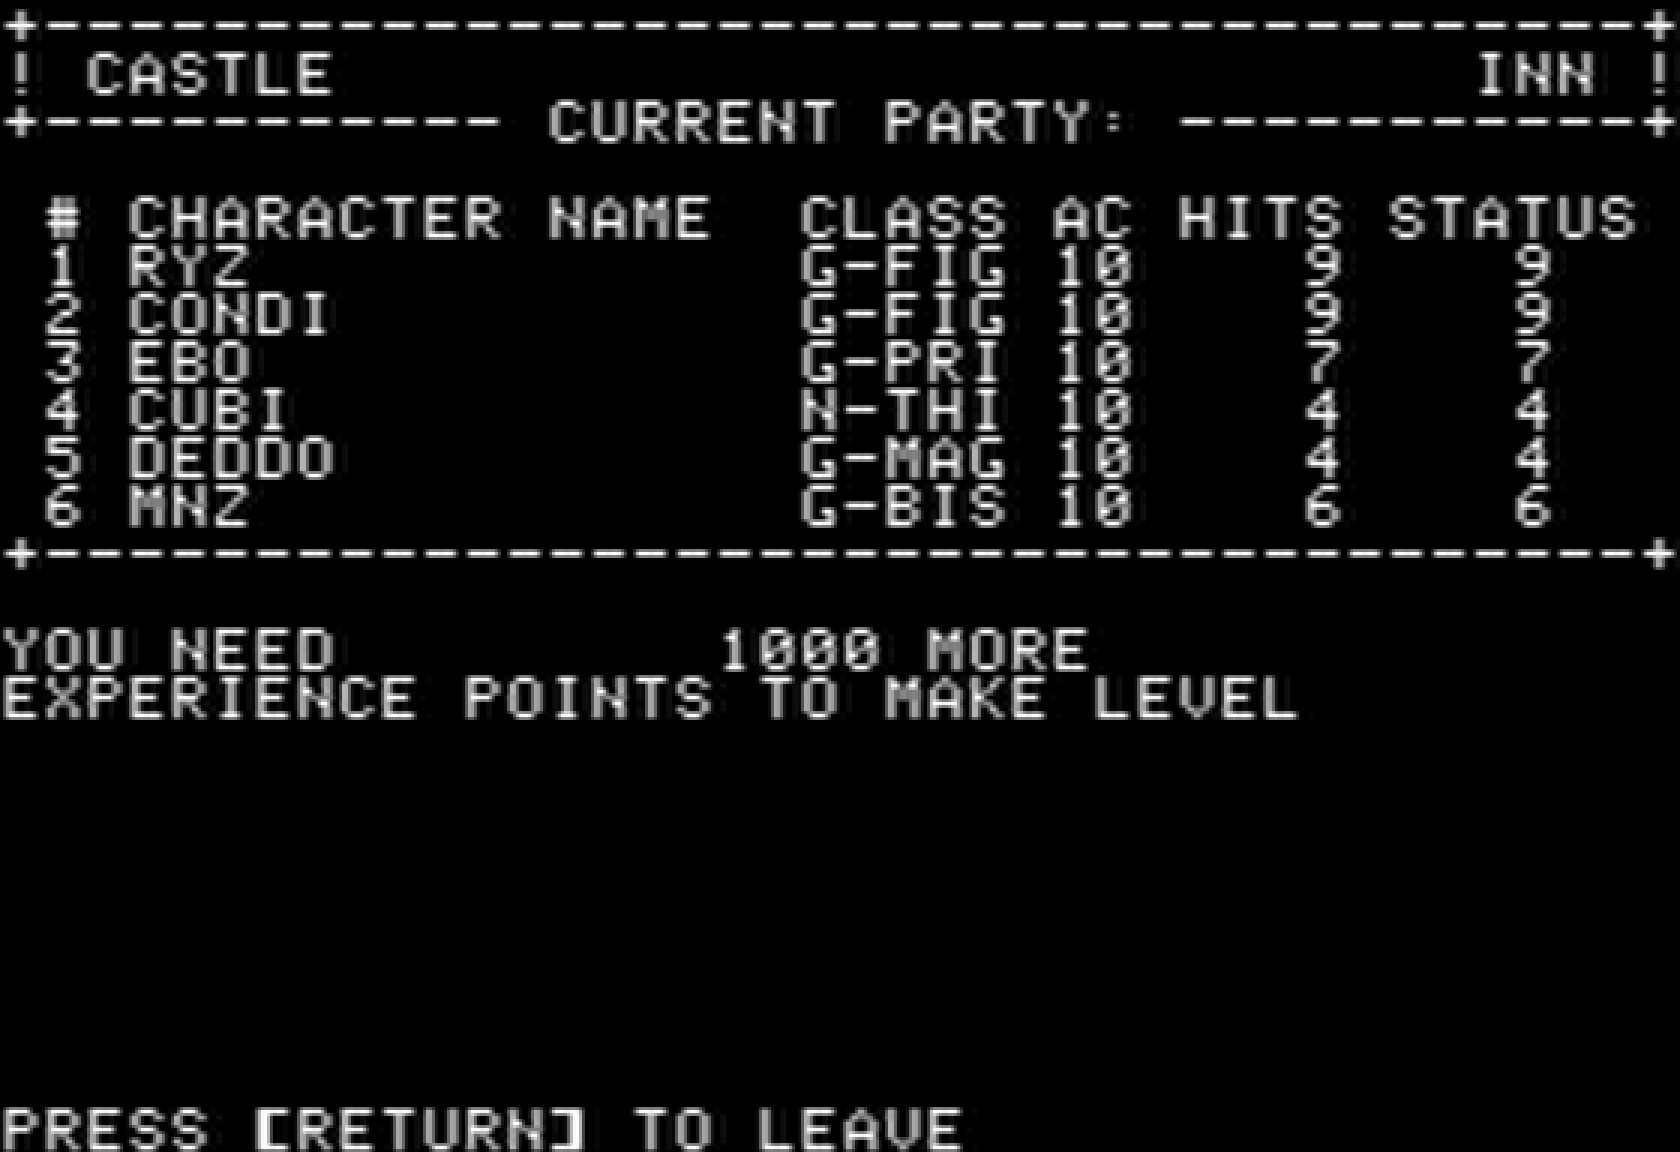 +--------------------------------------+
! CASTLE                           INN !
+----------- CURRENT PARTY: -----------+
 # CHARACTER NAME  CLASS AC HITS STATUS
 1 RYZ             G-FIG 10    9    9
 2 CONDI           G-FIG 10    9    9
 3 EBO             G-PRI 10    7    7
 4 CUBI            N-THI 10    4    4
 5 DEDDO           G-MAG 10    4    4
 6 MNZ             G-BIS 10    6    6
+--------------------------------------+
YOU NEED         1000 MORE
EXPERIENCE POINTS TO MAKE LEVEL
PRESS [RETURN] TO LEAVE